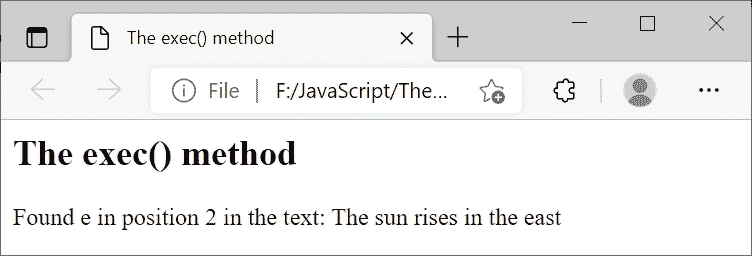 The exec() method
File | F:/JavaScript/The...
The exec() method
Found e in position 2 in the text: The sun rises in the east